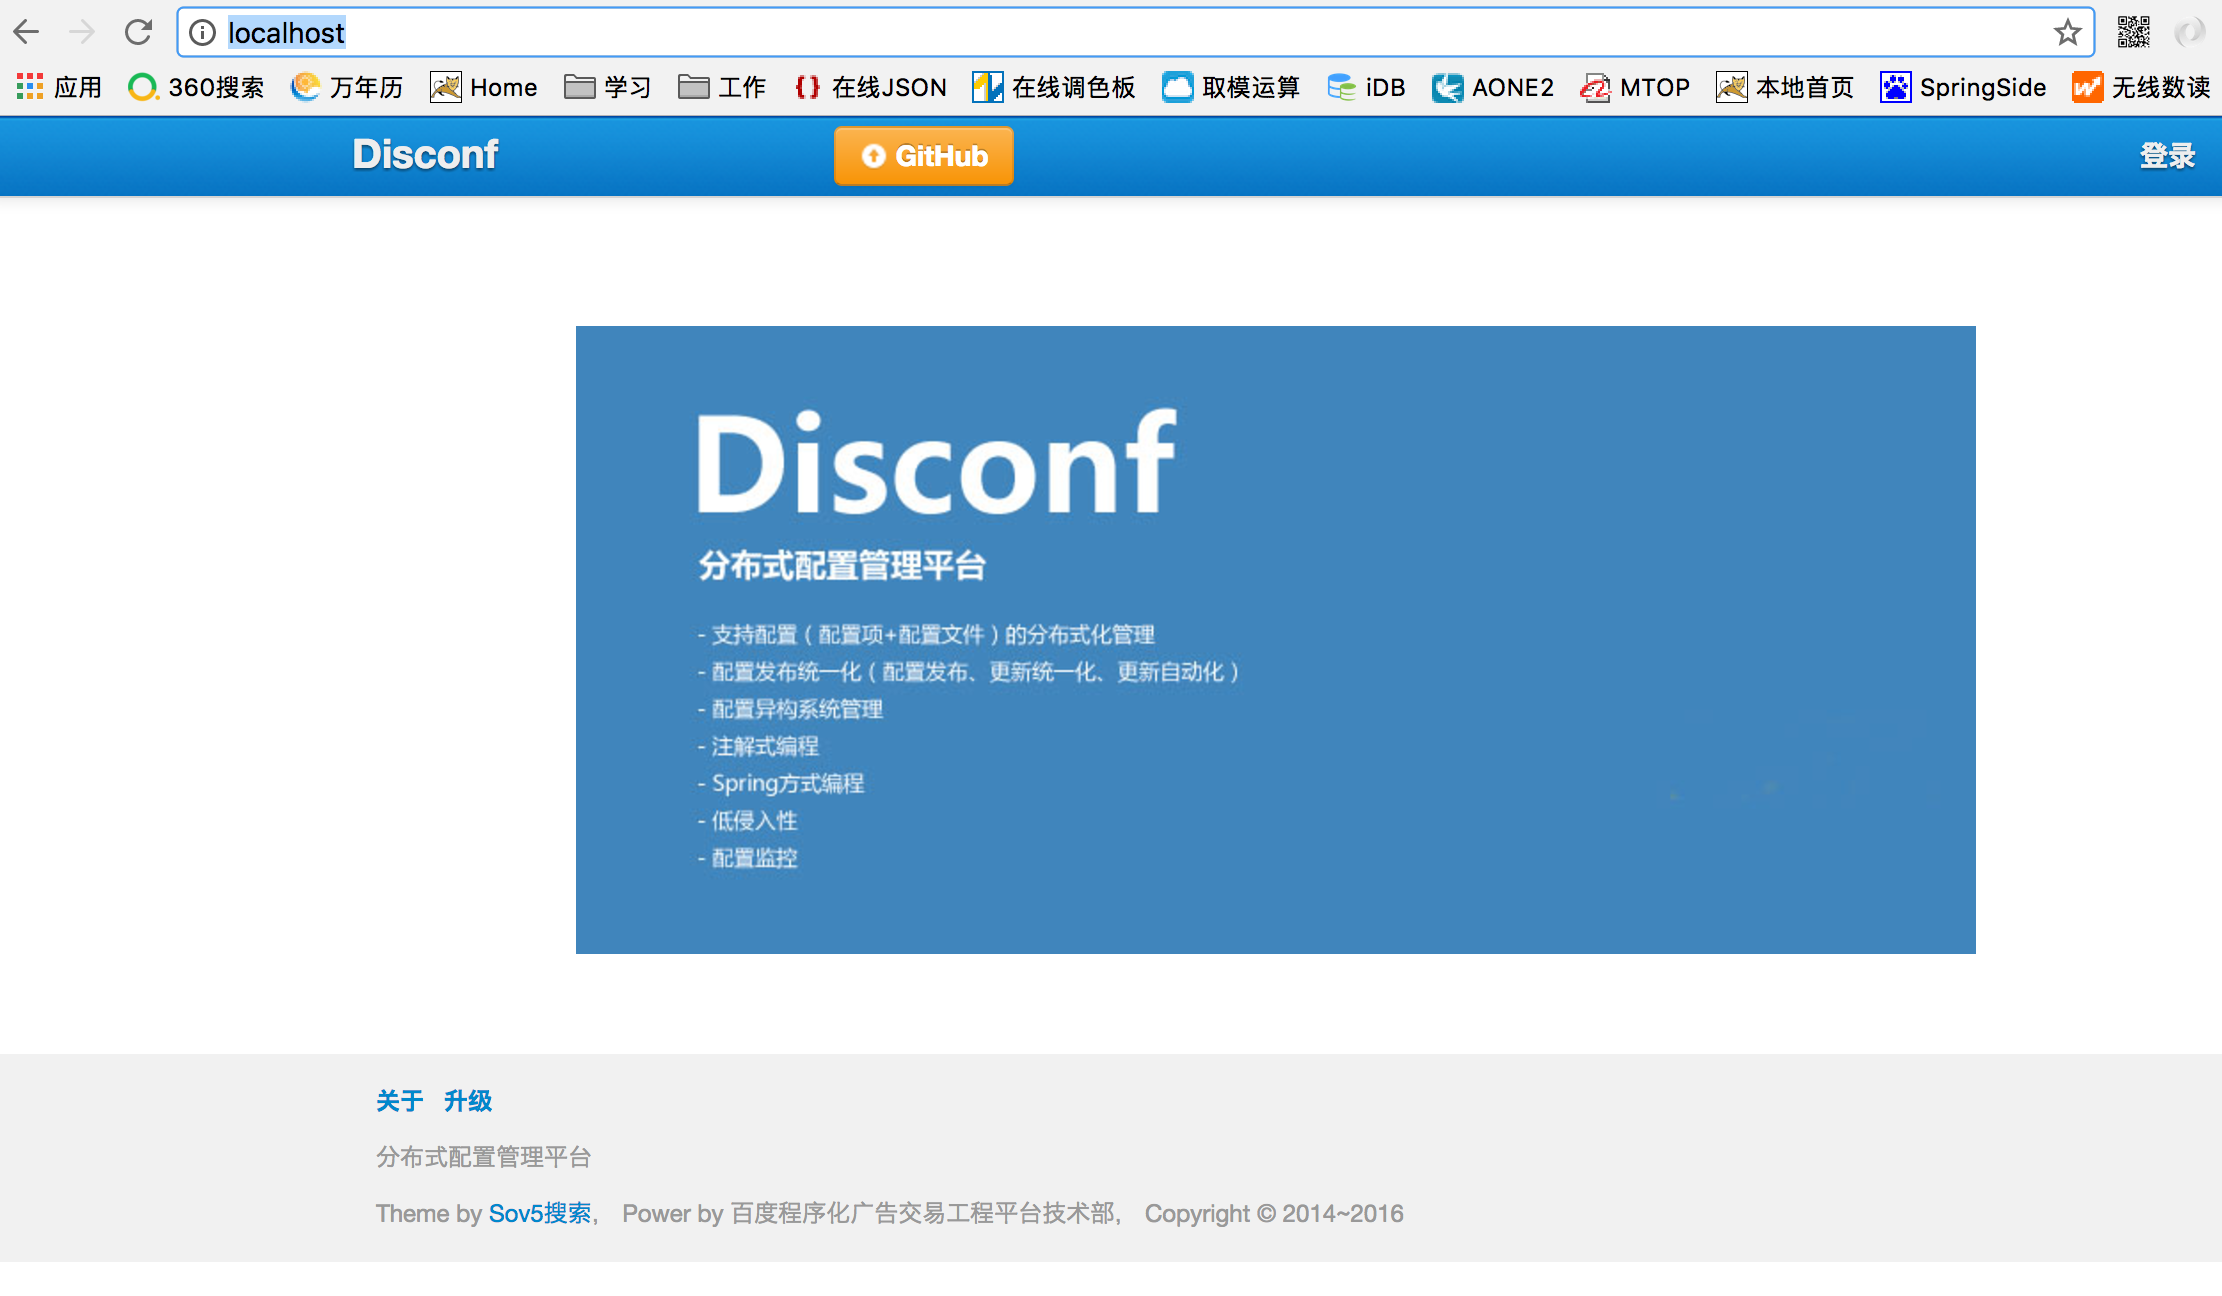 localhost
应用 360搜索 万年历 Home 学习 工作 在线JSON 在线调色板 取模运算 iDB AONE2 MTOP 本地首页 SpringSide 无线数读
Disconf GitHub 登录
Disconf
分布式配置管理平台
- 支持配置（配置项+配置文件）的分布式化管理
- 配置发布统一化（配置发布、更新统一化、更新自动化）
- 配置异构系统管理
- 注解式编程
- Spring方式编程
- 低侵入性
- 配置监控
关于 升级
分布式配置管理平台
Theme by Sov5搜索， Power by 百度程序化广告交易工程平台技术部， Copyright © 2014~2016